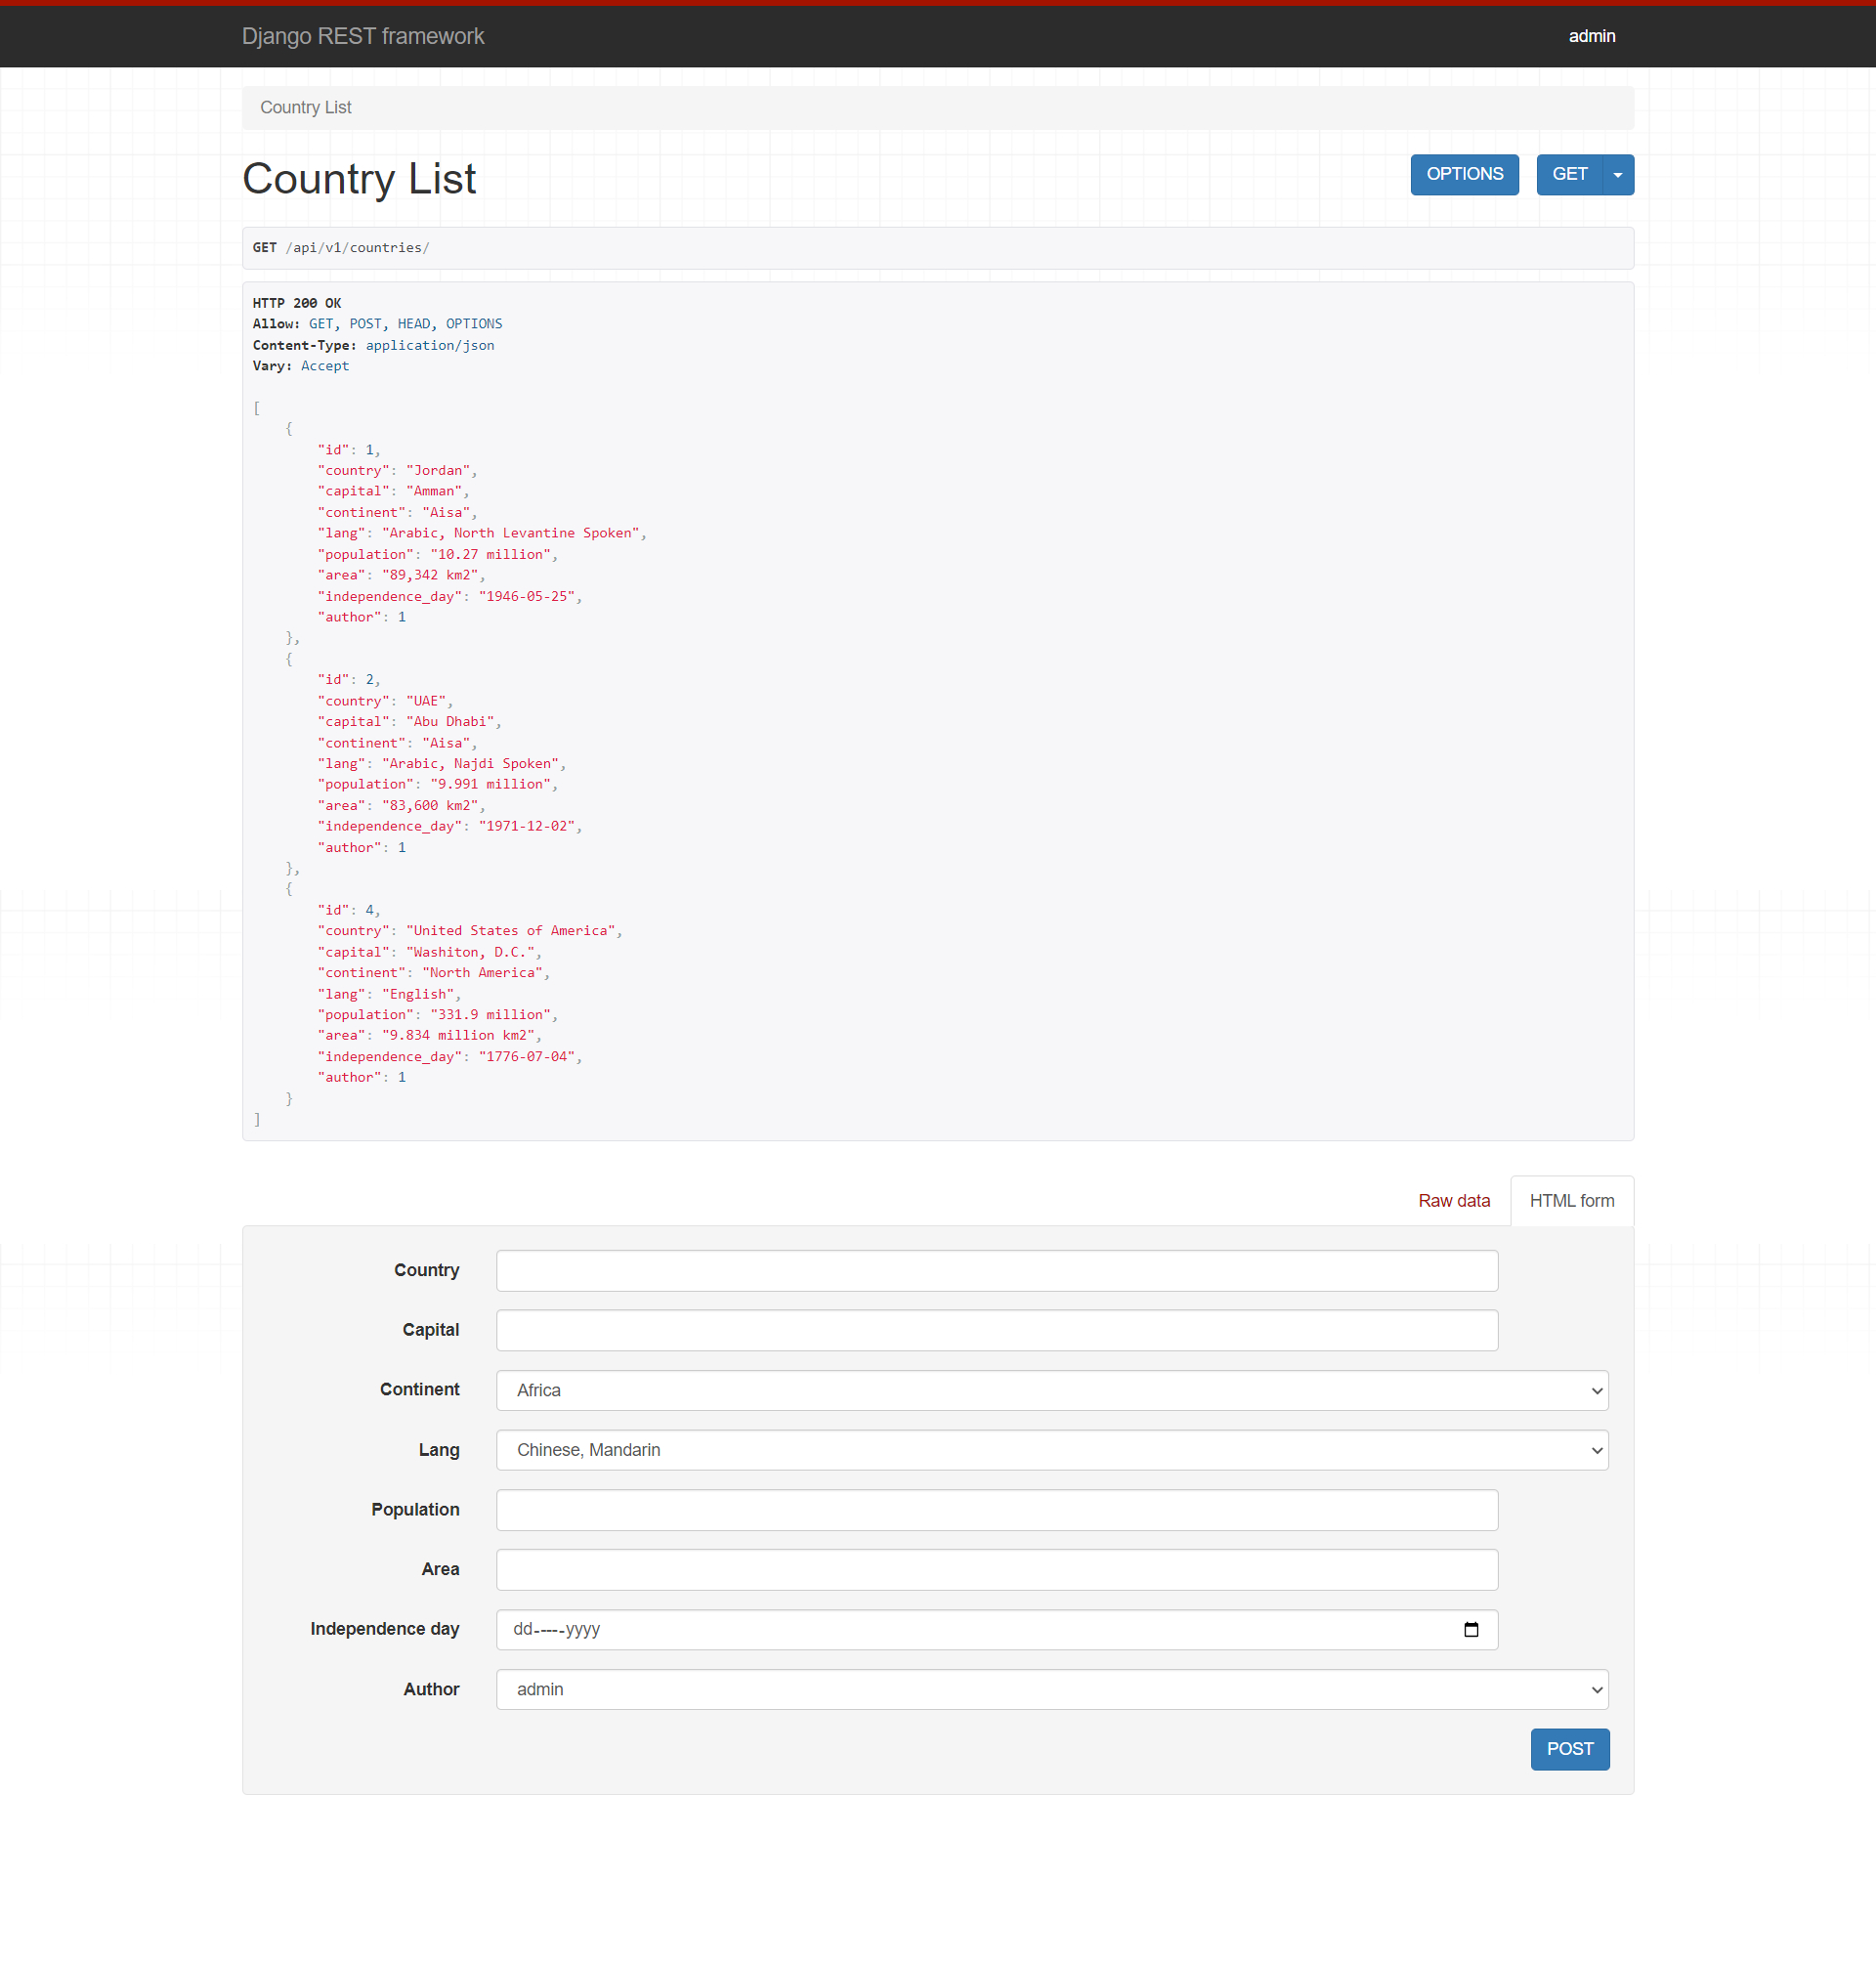 Django REST framework
admin
Country List
Country List
OPTIONS
GET
GET /api/v1/countries/
HTTP 200 OK
Allow: GET, POST, HEAD, OPTIONS
Content-Type: application/json
Vary: Accept
[
    {
        "id": 1,
        "country": "Jordan",
        "capital": "Amman",
        "continent": "Aisa",
        "lang": "Arabic, North Levantine Spoken",
        "population": "10.27 million",
        "area": "89,342 km2",
        "independence_day": "1946-05-25",
        "author": 1
    },
    {
        "id": 2,
        "country": "UAE",
        "capital": "Abu Dhabi",
        "continent": "Aisa",
        "lang": "Arabic, Najdi Spoken",
        "population": "9.991 million",
        "area": "83,600 km2",
        "independence_day": "1971-12-02",
        "author": 1
    },
    {
        "id": 4,
        "country": "United States of America",
        "capital": "Washiton, D.C.",
        "continent": "North America",
        "lang": "English",
        "population": "331.9 million",
        "area": "9.834 million km2",
        "independence_day": "1776-07-04",
        "author": 1
    }
]
Raw data
HTML form
Country
Capital
Continent
Africa
Lang
Chinese, Mandarin
Population
Area
Independence day
dd----yyyy
Author
admin
POST